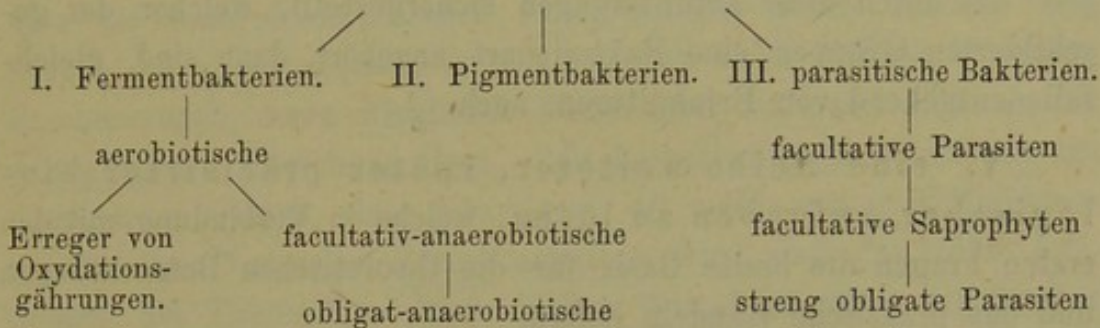 I. Fermentbakterien. II. Pigmentbakterien. III. parasitische Bakterien.
aerobiotische
facultative Parasiten
Erreger von
Oxydations-
gährungen.
facultativ-anaerobiotische
obligat-anaerobiotische
facultative Saprophyten
streng obligate Parasiten